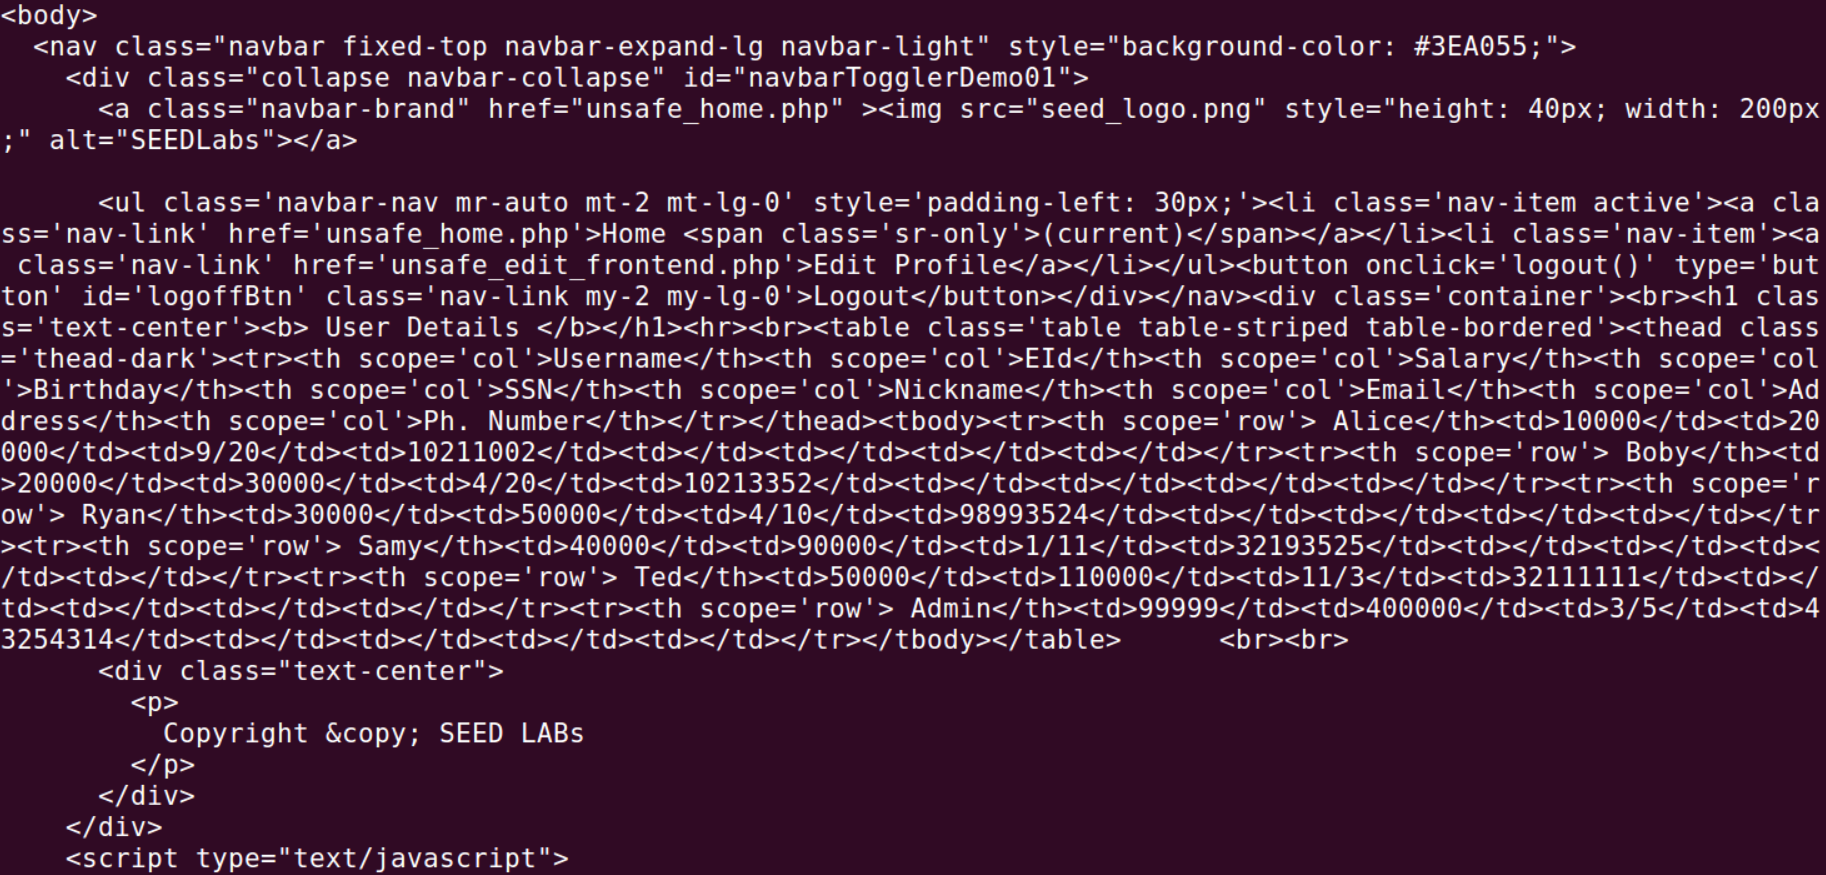 <body>
  <nav class="navbar fixed-top navbar-expand-lg navbar-light" style="background-color: #3EA055;">
    <div class="collapse navbar-collapse" id="navbarTogglerDemo01">
      <a class="navbar-brand" href="unsafe_home.php" ><img src="seed_logo.png" style="height: 40px; width: 200px
;" alt="SEEDLabs"></a>

      <ul class='navbar-nav mr-auto mt-2 mt-lg-0' style='padding-left: 30px;'><li class='nav-item active'><a cla
ss='nav-link' href='unsafe_home.php'>Home <span class='sr-only'>(current)</span></a></li><li class='nav-item'><a
 class='nav-link' href='unsafe_edit_frontend.php'>Edit Profile</a></li></ul><button onclick='logout()' type='but
ton' id='logoffBtn' class='nav-link my-2 my-lg-0'>Logout</button></div></nav><div class='container'><br><h1 clas
s='text-center'><b> User Details </b></h1><hr><br><table class='table table-striped table-bordered'><thead class
='thead-dark'><tr><th scope='col'>Username</th><th scope='col'>EId</th><th scope='col'>Salary</th><th scope='col
'>Birthday</th><th scope='col'>SSN</th><th scope='col'>Nickname</th><th scope='col'>Email</th><th scope='col'>Ad
dress</th><th scope='col'>Ph. Number</th></tr></thead><tbody><tr><th scope='row'> Alice</th><td>10000</td><td>20
000</td><td>9/20</td><td>10211002</td><td></td><td></td><td></td><td></td></tr><tr><th scope='row'> Boby</th><td
>20000</td><td>30000</td><td>4/20</td><td>10213352</td><td></td><td></td><td></td><td></td></tr><tr><th scope='r
ow'> Ryan</th><td>30000</td><td>50000</td><td>4/10</td><td>98993524</td><td></td><td></td><td></td><td></td></tr
><tr><th scope='row'> Samy</th><td>40000</td><td>90000</td><td>1/11</td><td>32193525</td><td></td><td></td><td><
/td><td></td></tr><tr><th scope='row'> Ted</th><td>50000</td><td>110000</td><td>11/3</td><td>32111111</td><td></
td><td></td><td></td><td></td></tr><tr><th scope='row'> Admin</th><td>99999</td><td>400000</td><td>3/5</td><td>4
3254314</td><td></td><td></td><td></td><td></td></tr></tbody></table>      <br><br>
      <div class="text-center">
        <p>
          Copyright &copy; SEED LABs
        </p>
      </div>
    </div>
    <script type="text/javascript">